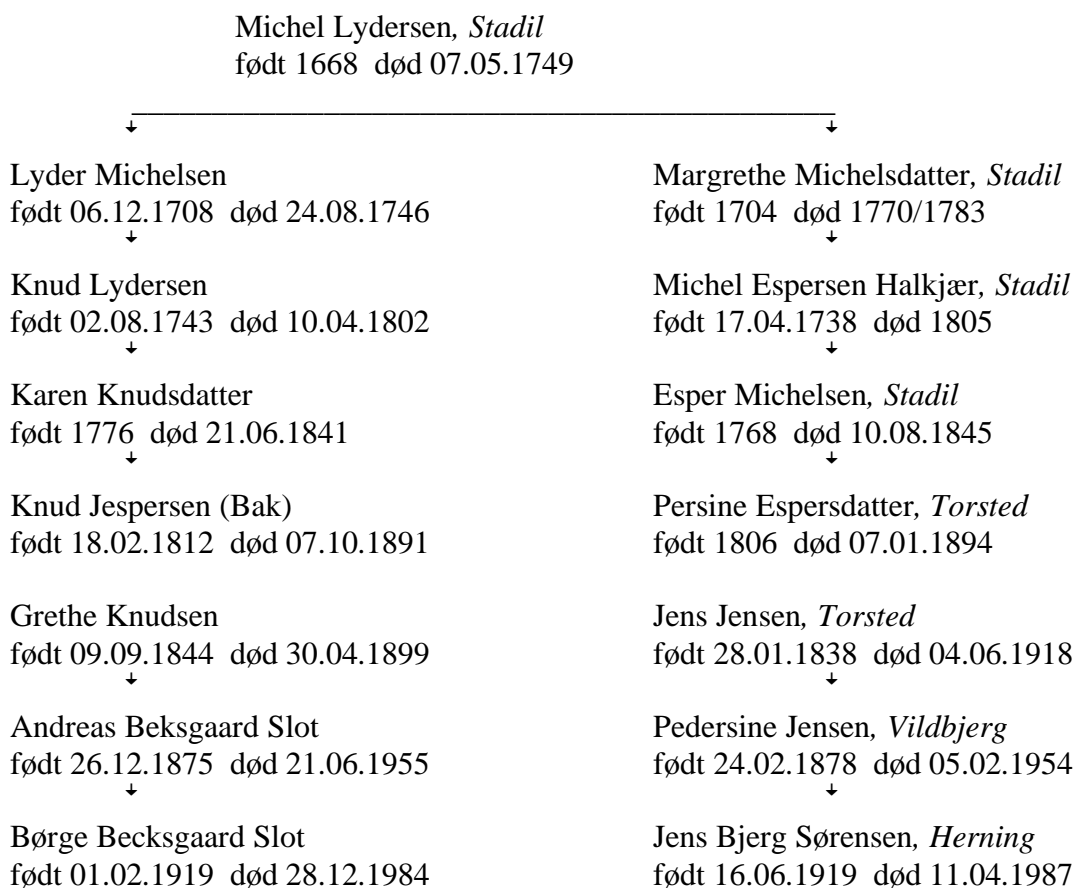 Michel Lydersen, Stadil
født 1668 død 07.05.1749
Lyder Michelsen
født 06.12.1708 død 24.08.1746
Margrethe Michelsdatter, Stadil
født 1704 død 1770/1783
Knud Lydersen
født 02.08.1743 død 10.04.1802
Michel Espersen Halkjær, Stadil
født 17.04.1738 død 1805
Karen Knudsdatter
født 1776 død 21.06.1841
Esper Michelsen, Stadil
født 1768 død 10.08.1845
Knud Jespersen (Bak)
født 18.02.1812 død 07.10.1891
Persine Espersdatter, Torsted
født 1806 død 07.01.1894
Grethe Knudsen
født 09.09.1844 død 30.04.1899
Jens Jensen, Torsted
født 28.01.1838 død 04.06.1918
Andreas Beksgaard Slot
født 26.12.1875 død 21.06.1955
Pedersine Jensen, Vildbjerg
født 24.02.1878 død 05.02.1954
Børge Becksgaard Slot
født 01.02.1919 død 28.12.1984
Jens Bjerg Sørensen, Herning
født 16.06.1919 død 11.04.1987